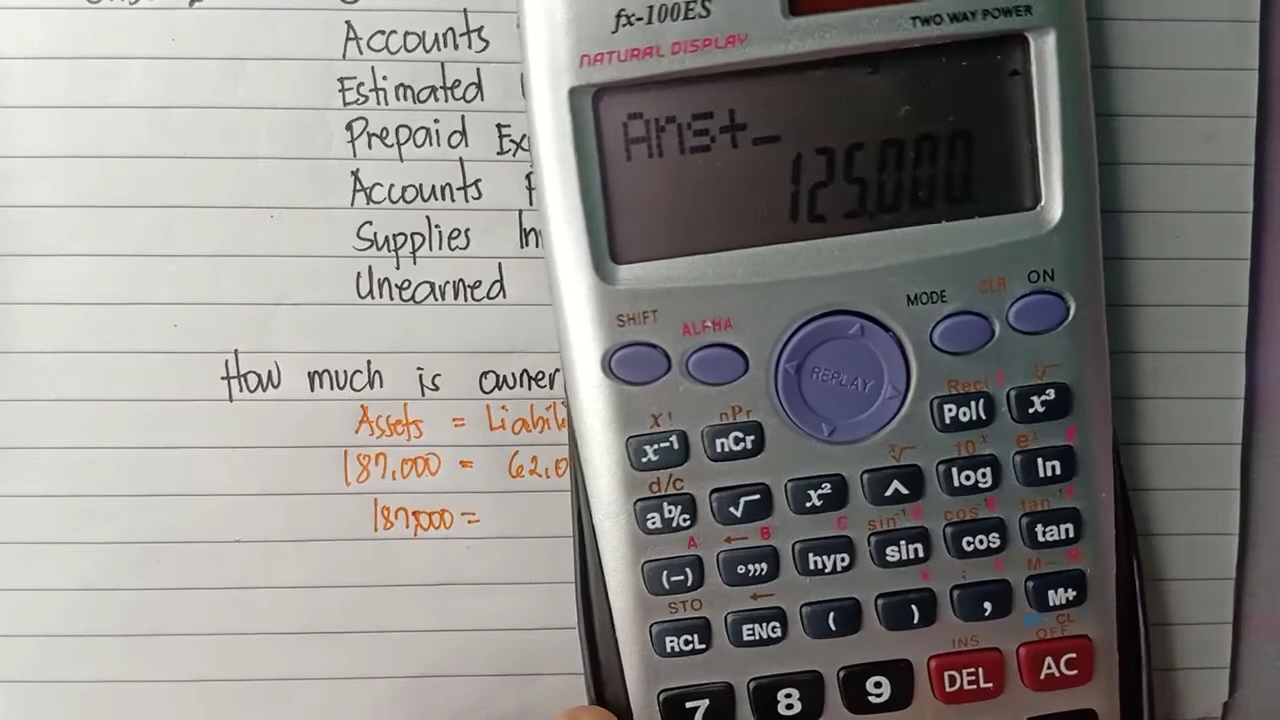 Accounts
Estimated
Prepaid Ex
Accounts
Supplies In
Unearned
How much is owner
Assets = Liabili
187,000 = 62,0
187,000 =
fx-100ES
TWO WAY POWER
NATURAL DISPLAY
Ans+_
125,000
SHIFT
ALPHA
REPLAY
MODE
CLR
ON
x! nPr Rec(
x⁻¹ nCr Pol( x³
d/c 10ˣ eˣ
ab/c √ x² ^ log ln
A ← B C sin⁻¹ cos⁻¹ tan⁻¹
(−) °,,, hyp sin cos tan
STO ← M−
RCL ENG ( ) , M+
INS CL OFF
7 8 9 DEL AC